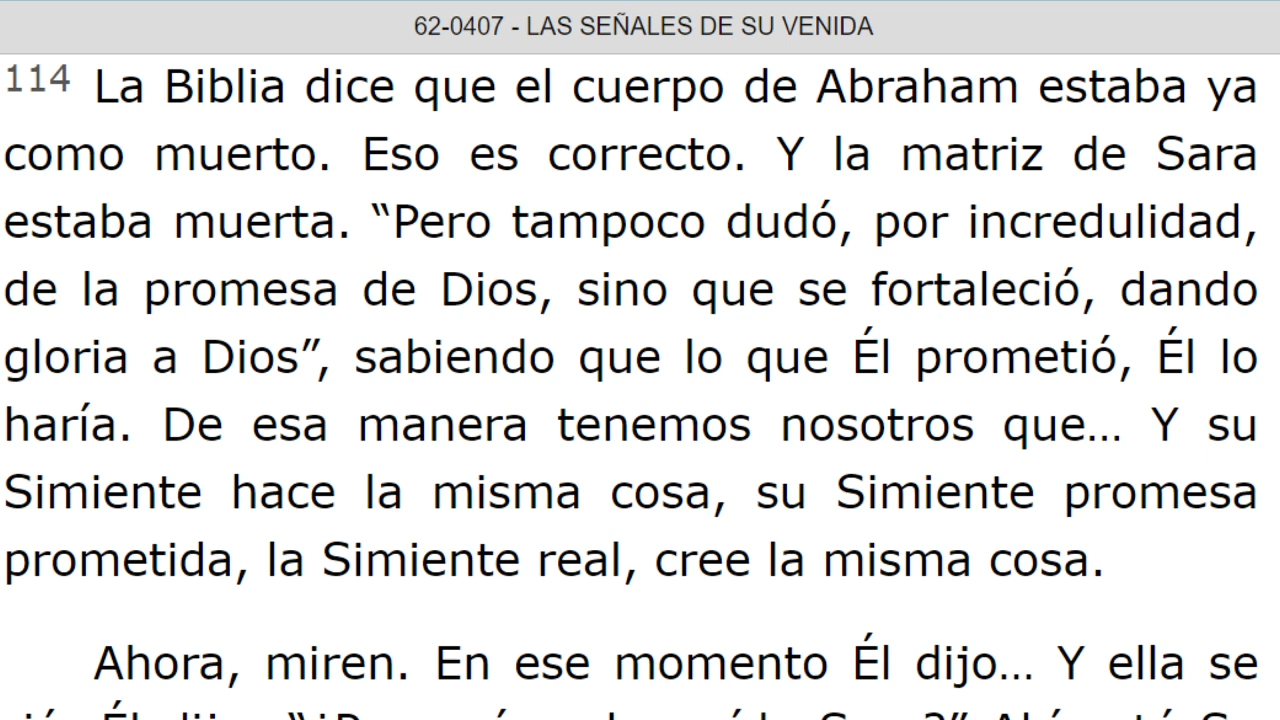 62-0407 - LAS SEÑALES DE SU VENIDA
114 La Biblia dice que el cuerpo de Abraham estaba ya
como muerto. Eso es correcto. Y la matriz de Sara
estaba muerta. “Pero tampoco dudó, por incredulidad,
de la promesa de Dios, sino que se fortaleció, dando
gloria a Dios”, sabiendo que lo que Él prometió, Él lo
haría. De esa manera tenemos nosotros que… Y su
Simiente hace la misma cosa, su Simiente promesa
prometida, la Simiente real, cree la misma cosa.
Ahora, miren. En ese momento Él dijo… Y ella se